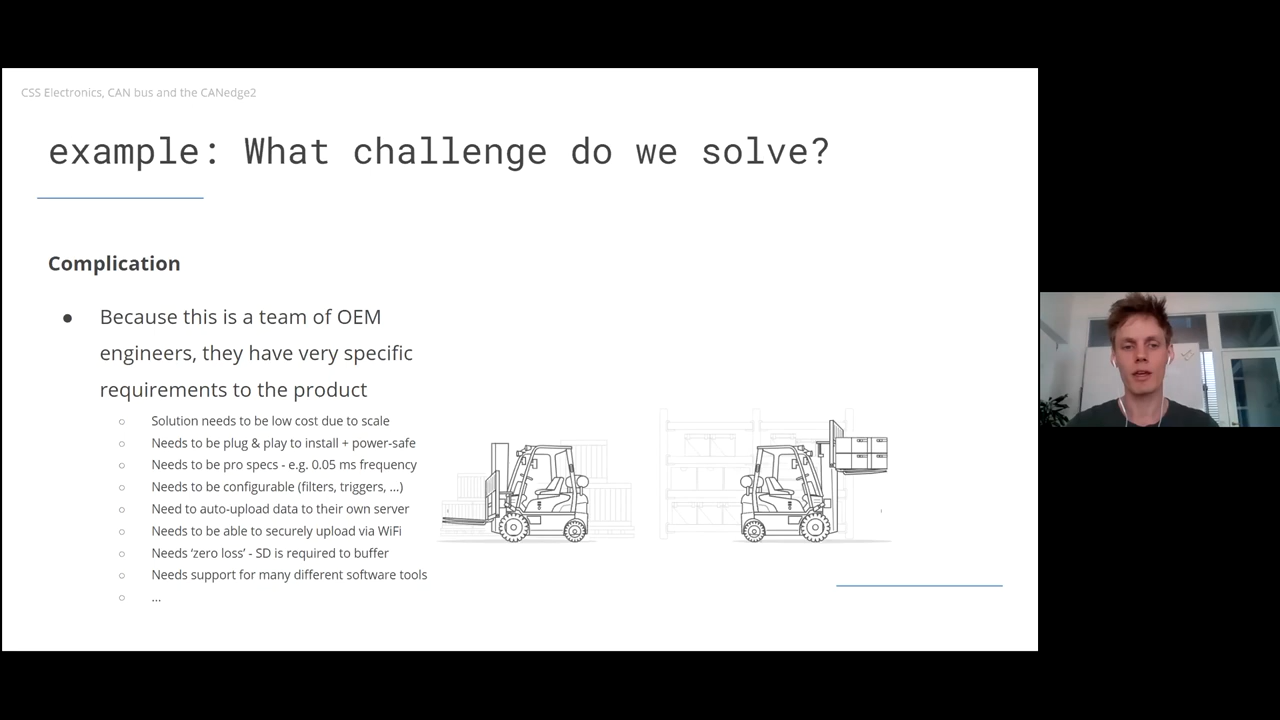 CSS Electronics, CAN bus and the CANedge2
example: What challenge do we solve?
Complication
● Because this is a team of OEM
engineers, they have very specific
requirements to the product
○ Solution needs to be low cost due to scale
○ Needs to be plug & play to install + power-safe
○ Needs to be pro specs - e.g. 0.05 ms frequency
○ Needs to be configurable (filters, triggers, ...)
○ Need to auto-upload data to their own server
○ Needs to be able to securely upload via WiFi
○ Needs ‘zero loss’ - SD is required to buffer
○ Needs support for many different software tools
○ ...